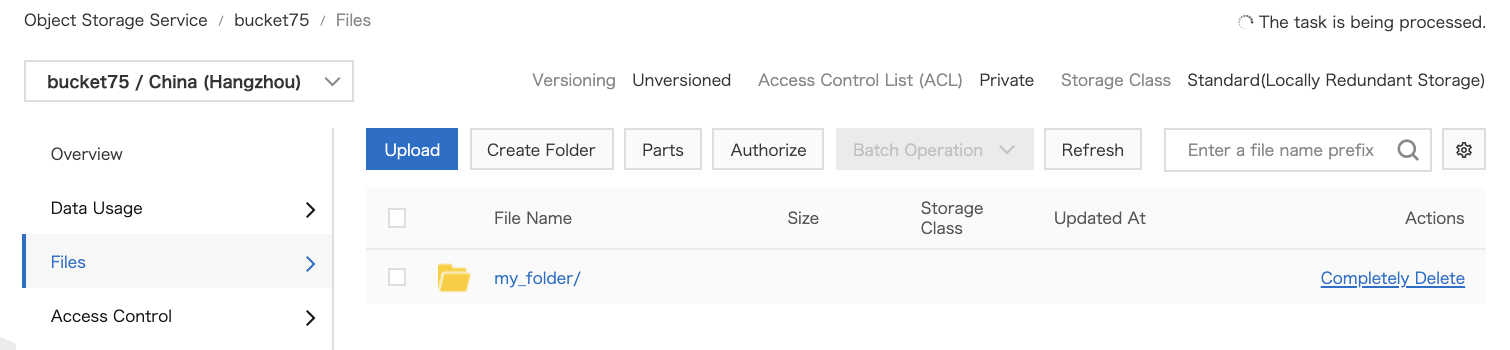 Object Storage Service / bucket75 / Files
The task is being processed.
bucket75 / China (Hangzhou)
Versioning Unversioned Access Control List (ACL) Private Storage Class Standard(Locally Redundant Storage)
Overview
Data Usage
Files
Access Control
Upload Create Folder Parts Authorize Batch Operation Refresh Enter a file name prefix
File Name Size Storage Class Updated At Actions
my_folder/ Completely Delete